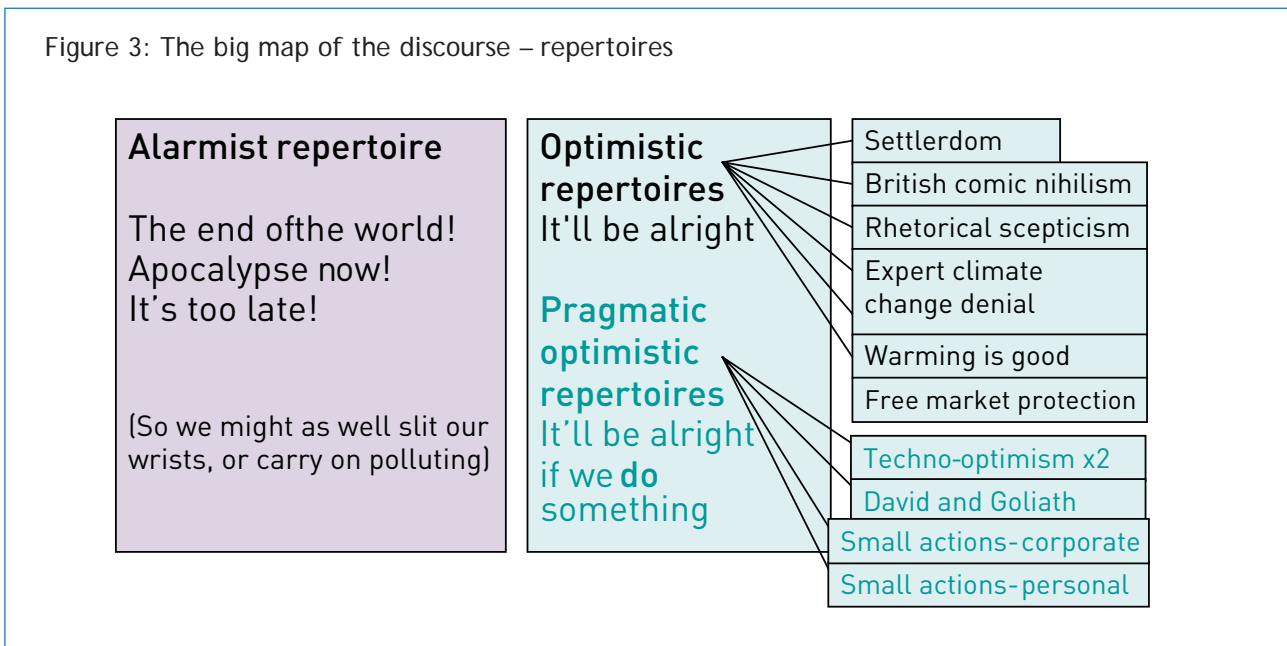 Figure 3: The big map of the discourse – repertoires
Alarmist repertoire
The end ofthe world!
Apocalypse now!
It's too late!
(So we might as well slit our
wrists, or carry on polluting)
Optimistic
repertoires
It'll be alright
Pragmatic
optimistic
repertoires
It'll be alright
if we do
something
Settlerdom
British comic nihilism
Rhetorical scepticism
Expert climate
change denial
Warming is good
Free market protection
Techno-optimism x2
David and Goliath
Small actions-corporate
Small actions-personal